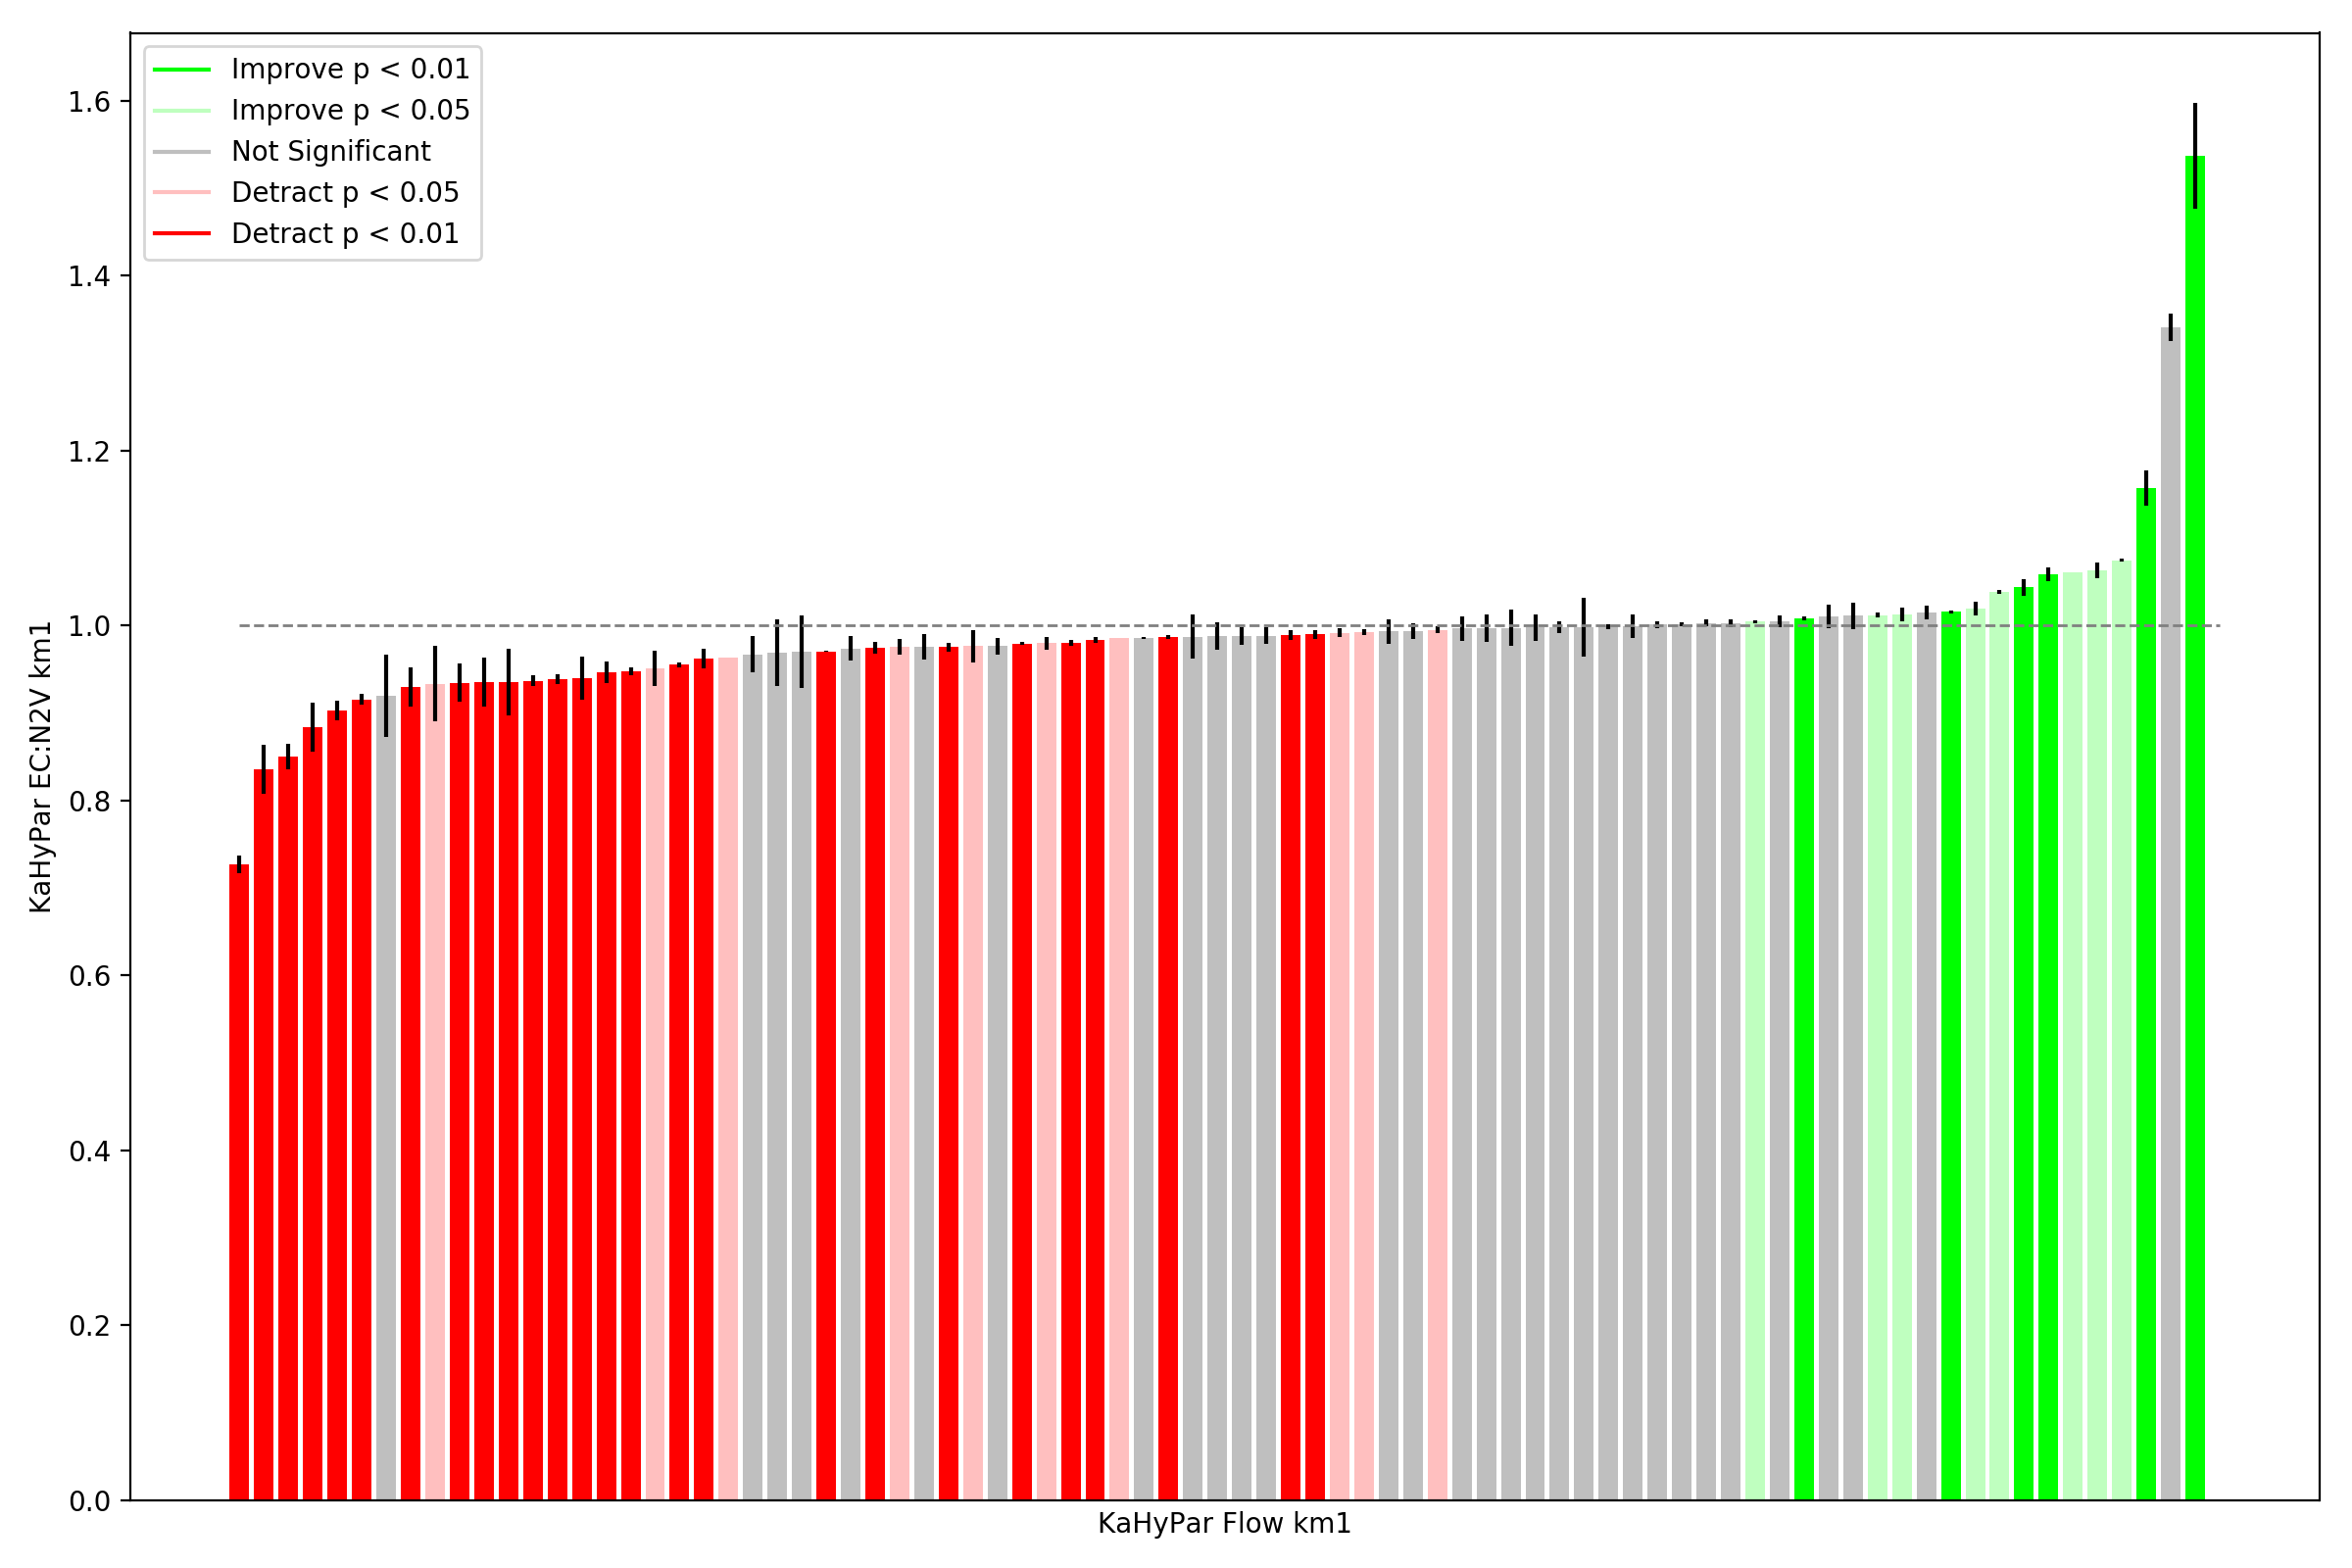 Improve p < 0.01
Improve p < 0.05
Not Significant
Detract p < 0.05
Detract p < 0.01
1.6
1.4
1.2
1.0
0.8
0.6
0.4
0.2
0.0
KaHyPar EC:N2V km1
KaHyPar Flow km1